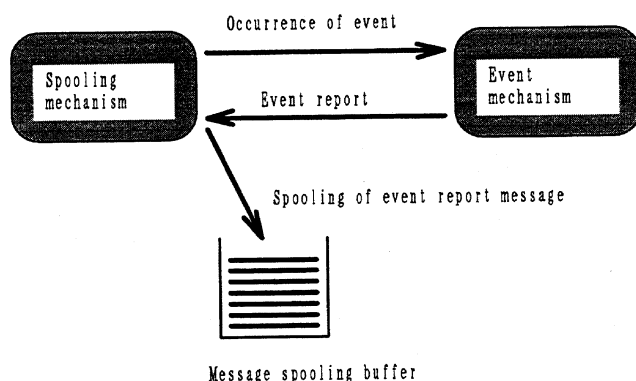 Occurrence of event
Spooling
mechanism
Event
mechanism
Event report
Spooling of event report message
Message spooling buffer